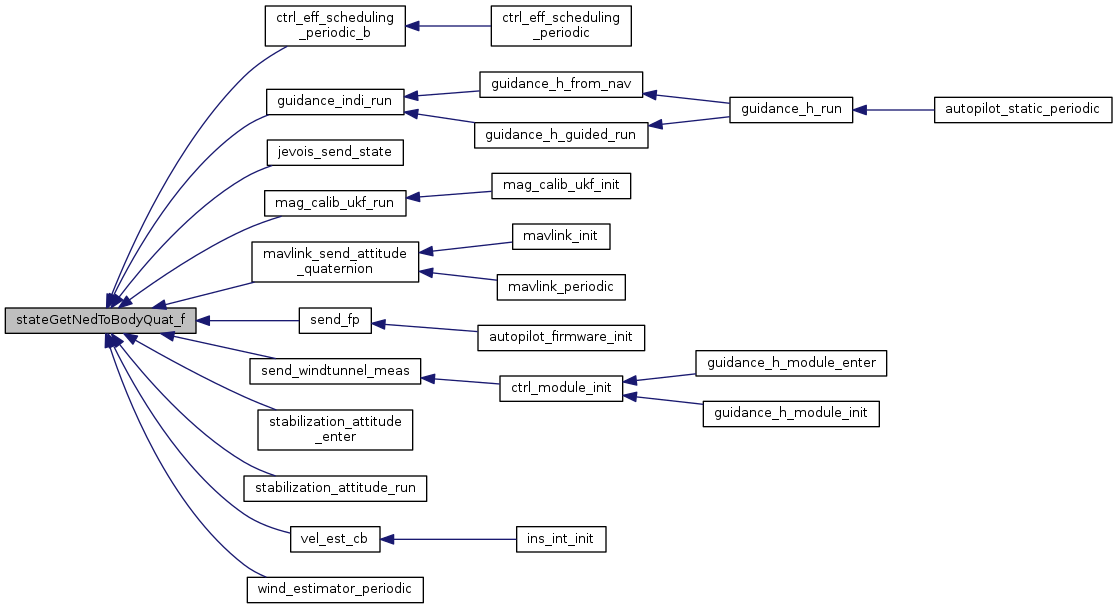 ctrl_eff_scheduling
_periodic_b
ctrl_eff_scheduling
_periodic
guidance_indi_run
guidance_h_from_nav
guidance_h_guided_run
guidance_h_run
autopilot_static_periodic
jevois_send_state
mag_calib_ukf_run
mag_calib_ukf_init
mavlink_send_attitude
_quaternion
mavlink_init
mavlink_periodic
stateGetNedToBodyQuat_f
send_fp
autopilot_firmware_init
send_windtunnel_meas
ctrl_module_init
guidance_h_module_enter
guidance_h_module_init
stabilization_attitude
_enter
stabilization_attitude_run
vel_est_cb
ins_int_init
wind_estimator_periodic